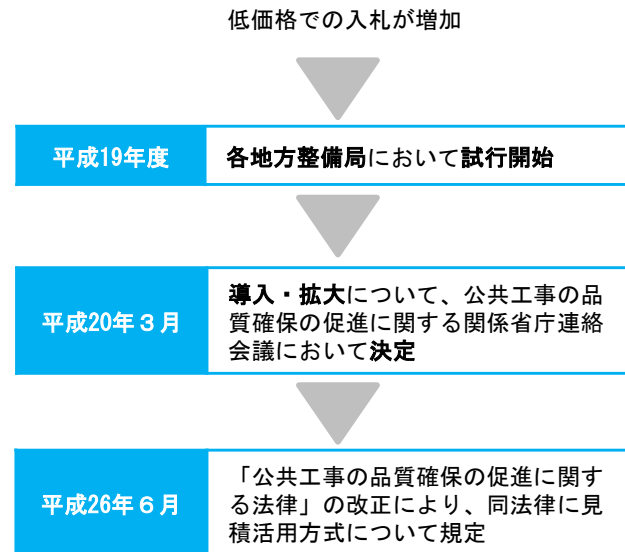 低価格での入札が増加
平成19年度
各地方整備局において試行開始
平成20年３月
導入・拡大について、公共工事の品
質確保の促進に関する関係省庁連絡
会議において決定
平成26年６月
「公共工事の品質確保の促進に関す
る法律」の改正により、同法律に見
積活用方式について規定